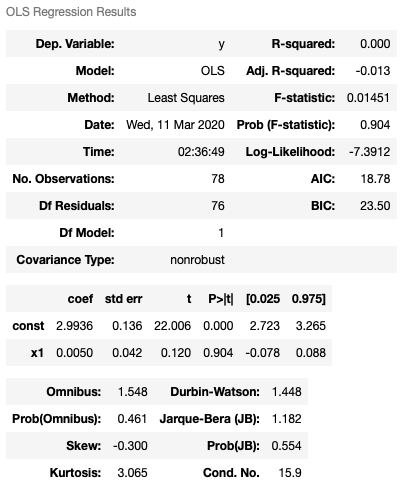 OLS Regression Results
Dep. Variable: y R-squared: 0.000
Model: OLS Adj. R-squared: -0.013
Method: Least Squares F-statistic: 0.01451
Date: Wed, 11 Mar 2020 Prob (F-statistic): 0.904
Time: 02:36:49 Log-Likelihood: -7.3912
No. Observations: 78 AIC: 18.78
Df Residuals: 76 BIC: 23.50
Df Model: 1
Covariance Type: nonrobust
coef std err t P>|t| [0.025 0.975]
const 2.9936 0.136 22.006 0.000 2.723 3.265
x1 0.0050 0.042 0.120 0.904 -0.078 0.088
Omnibus: 1.548 Durbin-Watson: 1.448
Prob(Omnibus): 0.461 Jarque-Bera (JB): 1.182
Skew: -0.300 Prob(JB): 0.554
Kurtosis: 3.065 Cond. No. 15.9